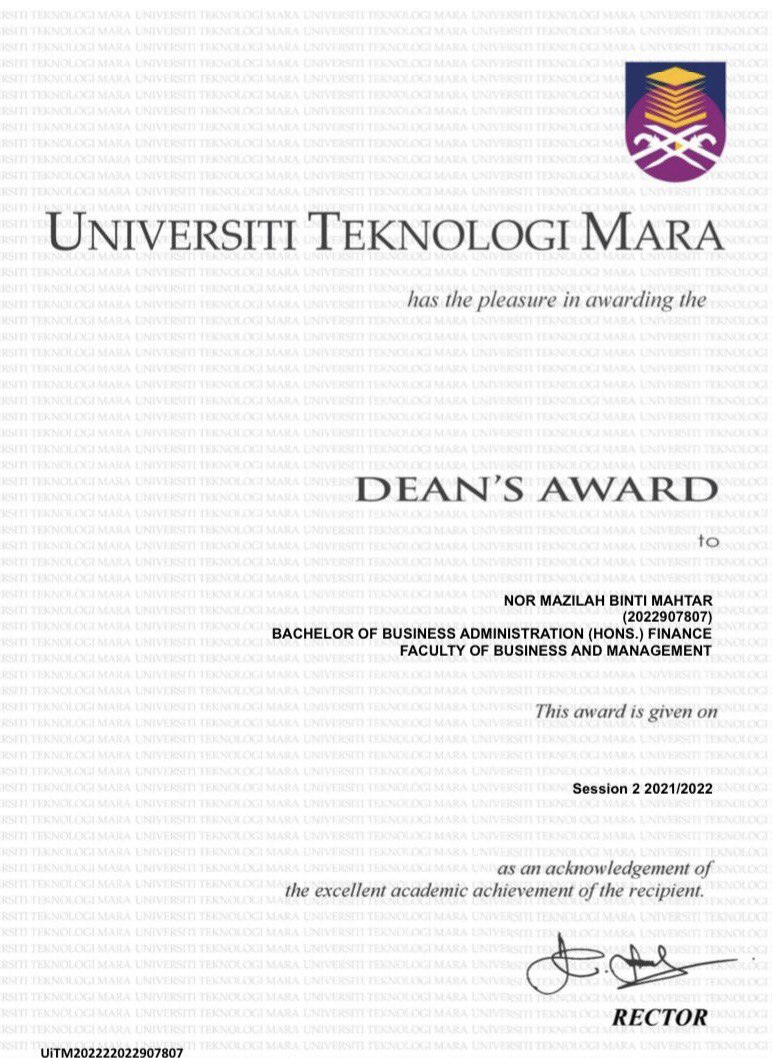 UNIVERSITI TEKNOLOGI MARA
has the pleasure in awarding the
DEAN'S AWARD
to
NOR MAZILAH BINTI MAHTAR
(2022907807)
BACHELOR OF BUSINESS ADMINISTRATION (HONS.) FINANCE
FACULTY OF BUSINESS AND MANAGEMENT
This award is given on
Session 2 2021/2022
as an acknowledgement of
the excellent academic achievement of the recipient.
RECTOR
UiTM202222022907807